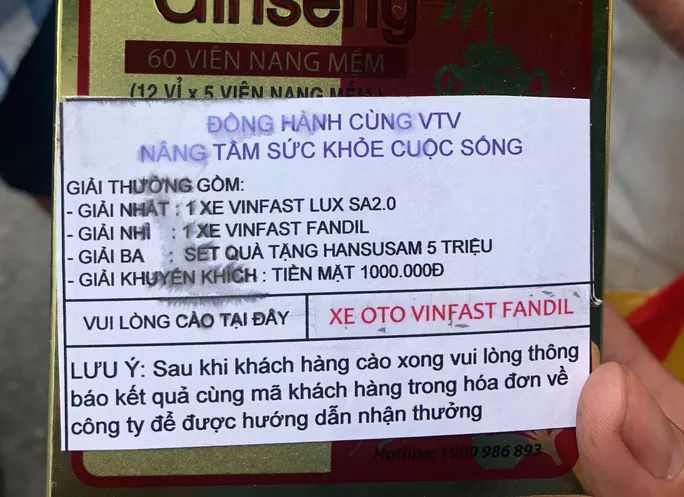 Ginseng
60 VIÊN NANG MỀM
(12 VỈ x 5 VIÊN NANG MỀM)
ĐỒNG HÀNH CÙNG VTV
NÂNG TẦM SỨC KHỎE CUỘC SỐNG
GIẢI THƯỞNG GỒM:
- GIẢI NHẤT : 1 XE VINFAST LUX SA2.0
- GIẢI NHÌ : 1 XE VINFAST FANDIL
- GIẢI BA : SET QUÀ TẶNG HANSUSAM 5 TRIỆU
- GIẢI KHUYẾN KHÍCH : TIỀN MẶT 1000.000Đ
VUI LÒNG CÀO TẠI ĐÂY XE OTO VINFAST FANDIL
LƯU Ý: Sau khi khách hàng cào xong vui lòng thông
báo kết quả cùng mã khách hàng trong hóa đơn về
công ty để được hướng dẫn nhận thưởng
Hotline: 1900 986 893